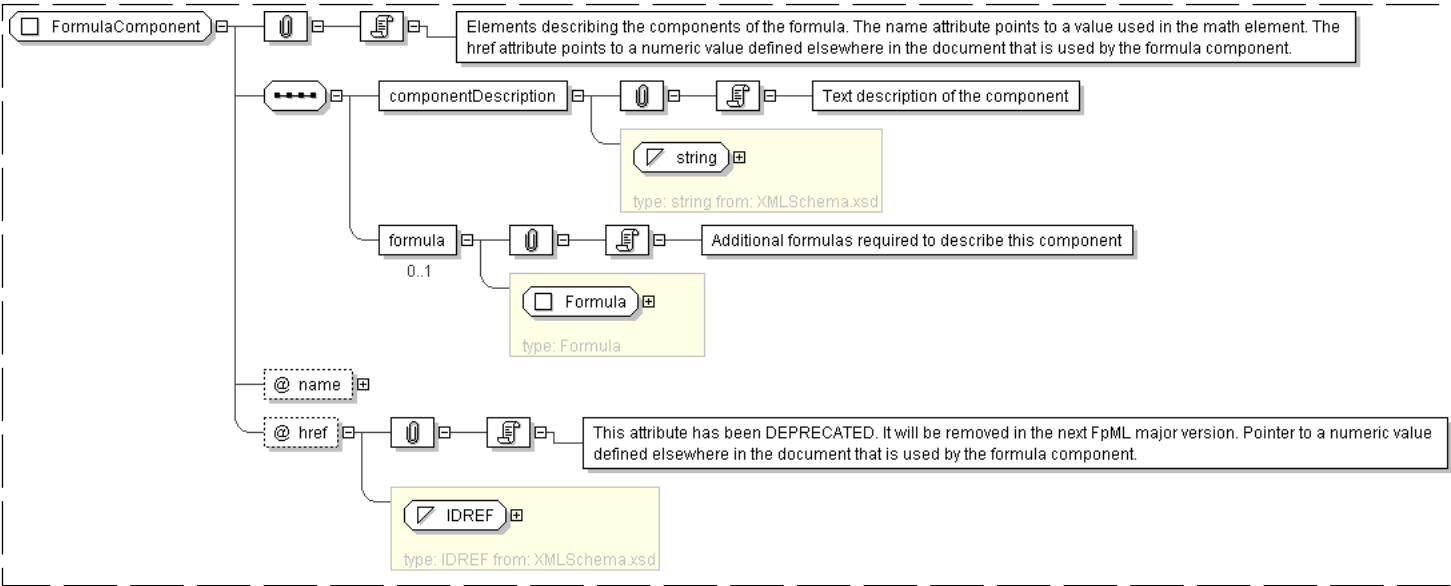 FormulaComponent
Elements describing the components of the formula. The name attribute points to a value used in the math element. The
href attribute points to a numeric value defined elsewhere in the document that is used by the formula component.
componentDescription
Text description of the component
string
type: string from: XMLSchema.xsd
formula
Additional formulas required to describe this component
0..1
Formula
type: Formula
@ name
@ href
This attribute has been DEPRECATED. It will be removed in the next FpML major version. Pointer to a numeric value
defined elsewhere in the document that is used by the formula component.
IDREF
type: IDREF from: XMLSchema.xsd